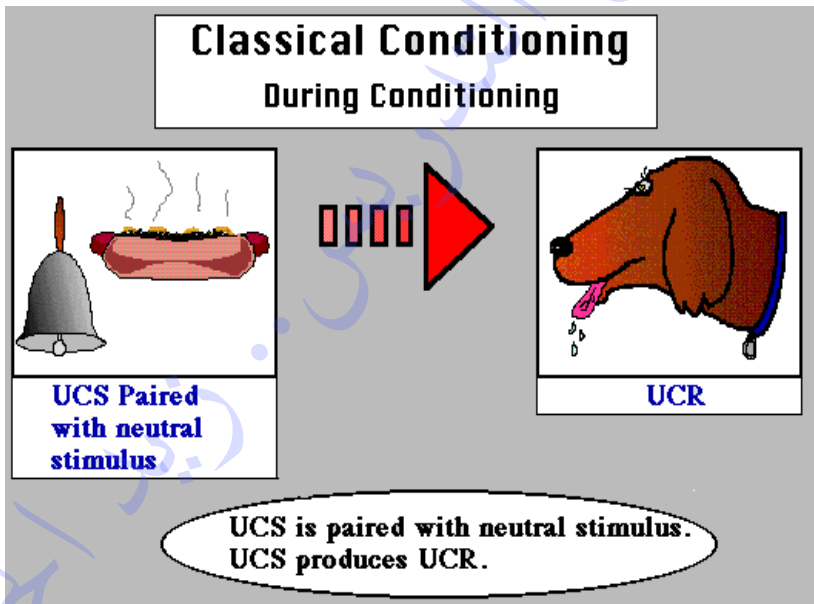 Classical Conditioning
During Conditioning
UCS Paired
with neutral
stimulus
UCR
UCS is paired with neutral stimulus.
UCS produces UCR.